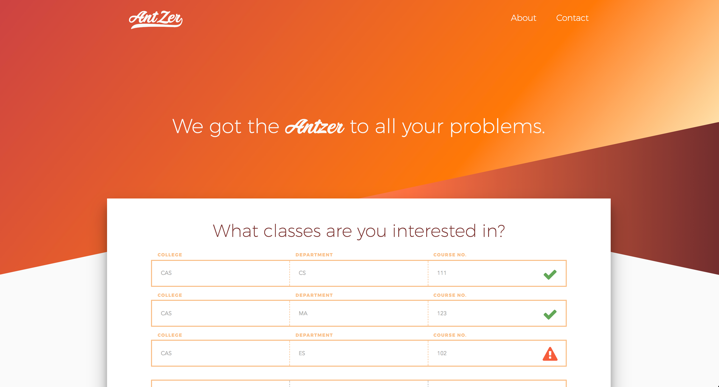 AntZer
About Contact
We got the Antzer to all your problems.
What classes are you interested in?
COLLEGE DEPARTMENT COURSE NO.
CAS CS 111
COLLEGE DEPARTMENT COURSE NO.
CAS MA 123
COLLEGE DEPARTMENT COURSE NO.
CAS ES 102